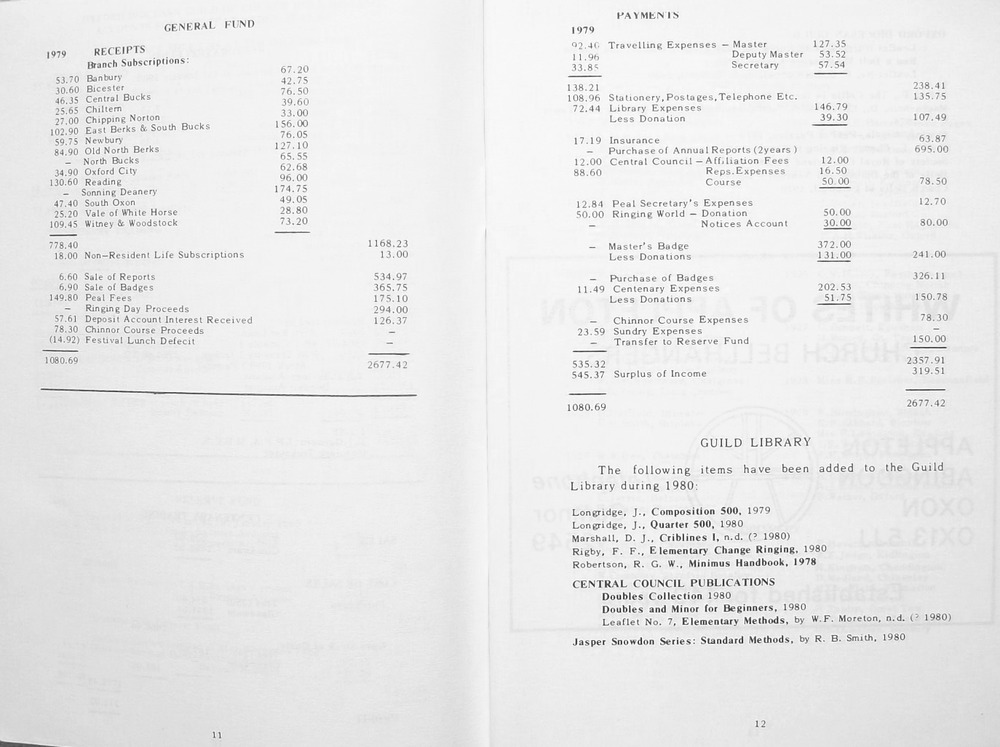 GENERAL FUND
1979 RECEIPTS
Branch Subscriptions:
53.70 Banbury 67.20
30.60 Bicester 42.75
46.35 Central Bucks 76.50
25.65 Chiltern 39.60
27.00 Chipping Norton 33.00
102.90 East Berks & South Bucks 156.00
59.75 Newbury 76.05
84.90 Old North Berks 127.10
— North Bucks 65.55
34.90 Oxford City 62.68
130.60 Reading 96.00
— Sonning Deanery 174.75
47.40 South Oxon 49.05
25.20 Vale of White Horse 28.80
109.45 Witney & Woodstock 73.20
778.40 1168.23
18.00 Non-Resident Life Subscriptions 13.00
6.60 Sale of Reports 534.97
6.90 Sale of Badges 365.75
149.80 Peal Fees 175.10
— Ringing Day Proceeds 294.00
57.61 Deposit Account Interest Received 126.37
78.30 Chinnor Course Proceeds —
(14.92) Festival Lunch Defecit —
1080.69 2677.42
11
PAYMENTS
1979
92.40 Travelling Expenses — Master 127.35
11.96 Deputy Master 53.52
33.85 Secretary 57.54
138.21 238.41
108.96 Stationery, Postages, Telephone Etc. 135.75
72.44 Library Expenses 146.79
Less Donation 39.30 107.49
17.19 Insurance 63.87
— Purchase of Annual Reports (2years) 695.00
12.00 Central Council — Affiliation Fees 12.00
88.60 Reps. Expenses 16.50
Course 50.00 78.50
12.84 Peal Secretary's Expenses 12.70
50.00 Ringing World — Donation 50.00
— Notices Account 30.00 80.00
— Master's Badge 372.00
Less Donations 131.00 241.00
— Purchase of Badges 326.11
11.49 Centenary Expenses 202.53
Less Donations 51.75 150.78
— Chinnor Course Expenses 78.30
23.59 Sundry Expenses —
— Transfer to Reserve Fund 150.00
535.32 2357.91
545.37 Surplus of Income 319.51
1080.69 2677.42
GUILD LIBRARY
The following items have been added to the Guild
Library during 1980:
Longridge, J., Composition 500, 1979
Longridge, J., Quarter 500, 1980
Marshall, D. J., Criblines I, n.d. (? 1980)
Rigby, F. F., Elementary Change Ringing, 1980
Robertson, R. G. W., Minimus Handbook, 1978
CENTRAL COUNCIL PUBLICATIONS
Doubles Collection 1980
Doubles and Minor for Beginners, 1980
Leaflet No. 7, Elementary Methods, by W.F. Moreton, n.d. (? 1980)
Jasper Snowdon Series: Standard Methods, by R. B. Smith, 1980
12